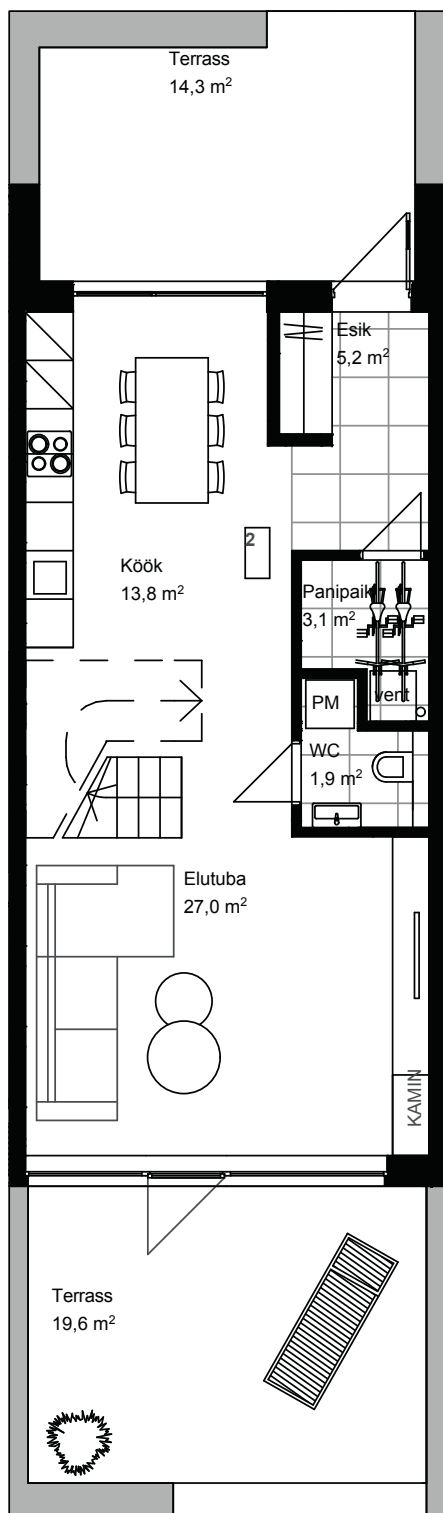 Terrass
14,3 m²
Esik
5,2 m²
2
Köök
13,8 m²
Panipaik
3,1 m²
vent
PM
WC
1,9 m²
Elutuba
27,0 m²
KAMIN
Terrass
19,6 m²